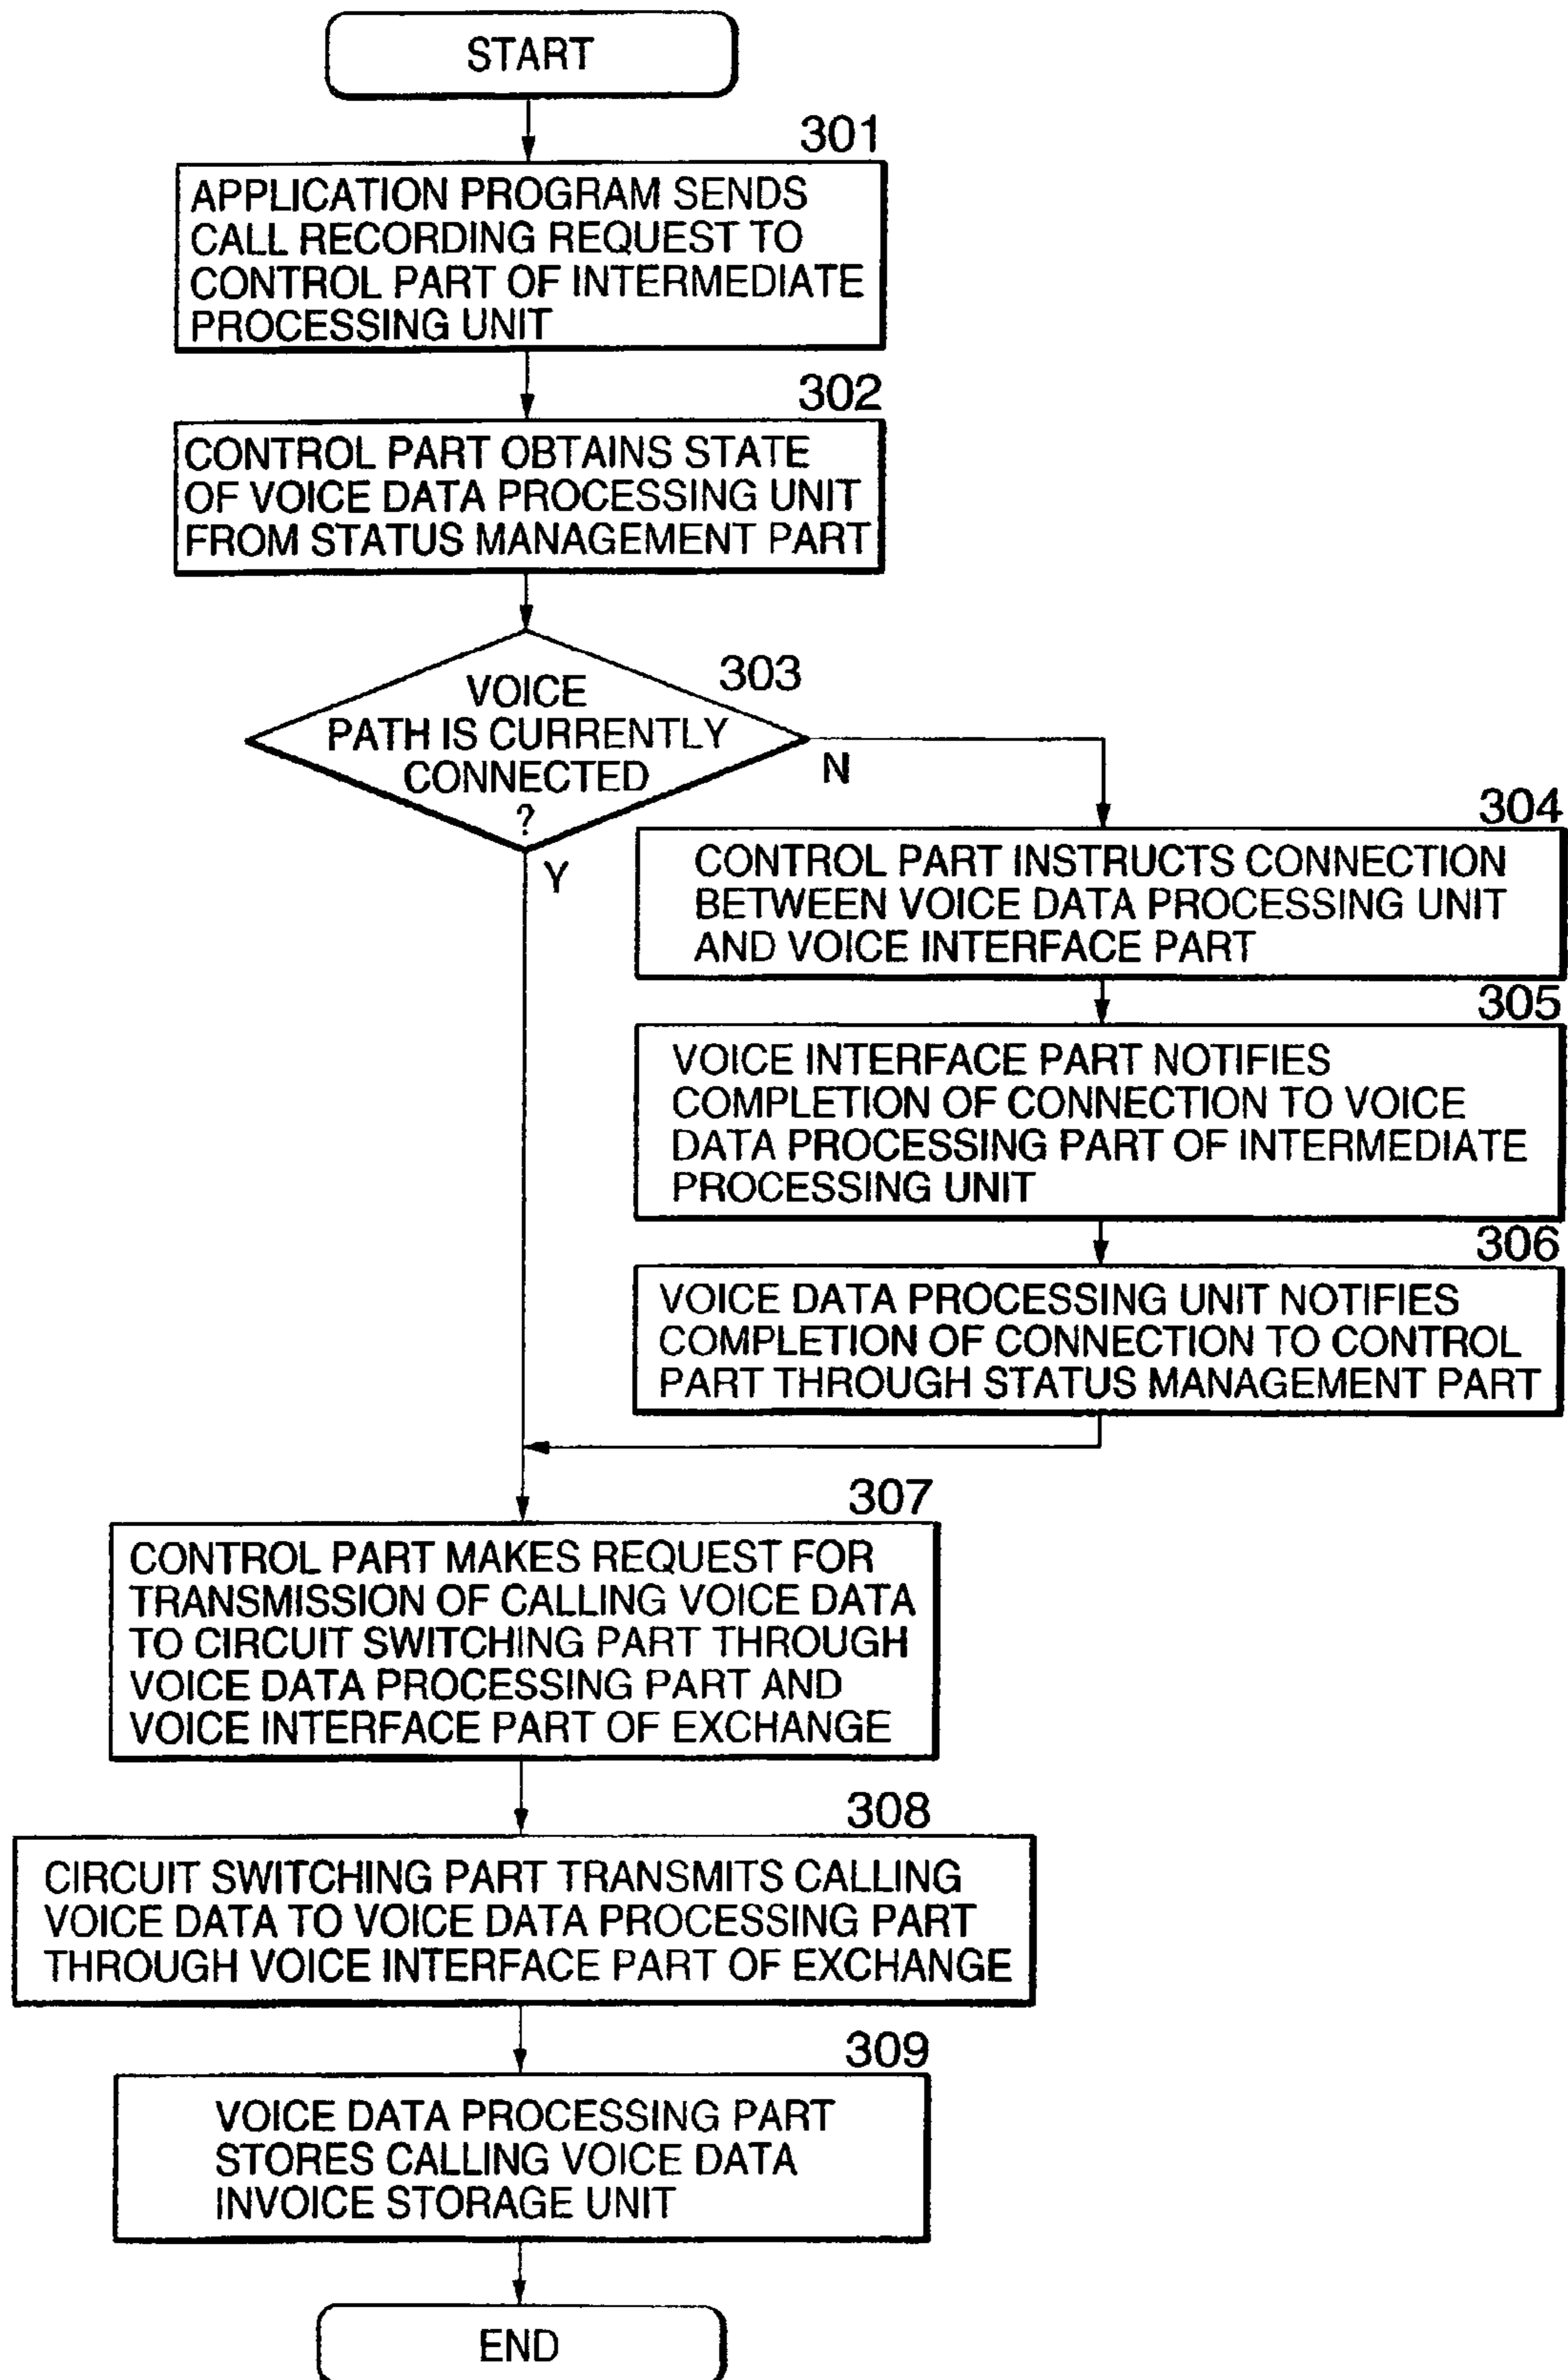 START
301
APPLICATION PROGRAM SENDS
CALL RECORDING REQUEST TO
CONTROL PART OF INTERMEDIATE
PROCESSING UNIT
302
CONTROL PART OBTAINS STATE
OF VOICE DATA PROCESSING UNIT
FROM STATUS MANAGEMENT PART
303
VOICE
PATH IS CURRENTLY
CONNECTED
?
N
Y
304
CONTROL PART INSTRUCTS CONNECTION
BETWEEN VOICE DATA PROCESSING UNIT
AND VOICE INTERFACE PART
305
VOICE INTERFACE PART NOTIFIES
COMPLETION OF CONNECTION TO VOICE
DATA PROCESSING PART OF INTERMEDIATE
PROCESSING UNIT
306
VOICE DATA PROCESSING UNIT NOTIFIES
COMPLETION OF CONNECTION TO CONTROL
PART THROUGH STATUS MANAGEMENT PART
307
CONTROL PART MAKES REQUEST FOR
TRANSMISSION OF CALLING VOICE DATA
TO CIRCUIT SWITCHING PART THROUGH
VOICE DATA PROCESSING PART AND
VOICE INTERFACE PART OF EXCHANGE
308
CIRCUIT SWITCHING PART TRANSMITS CALLING
VOICE DATA TO VOICE DATA PROCESSING PART
THROUGH VOICE INTERFACE PART OF EXCHANGE
309
VOICE DATA PROCESSING PART
STORES CALLING VOICE DATA
INVOICE STORAGE UNIT
END